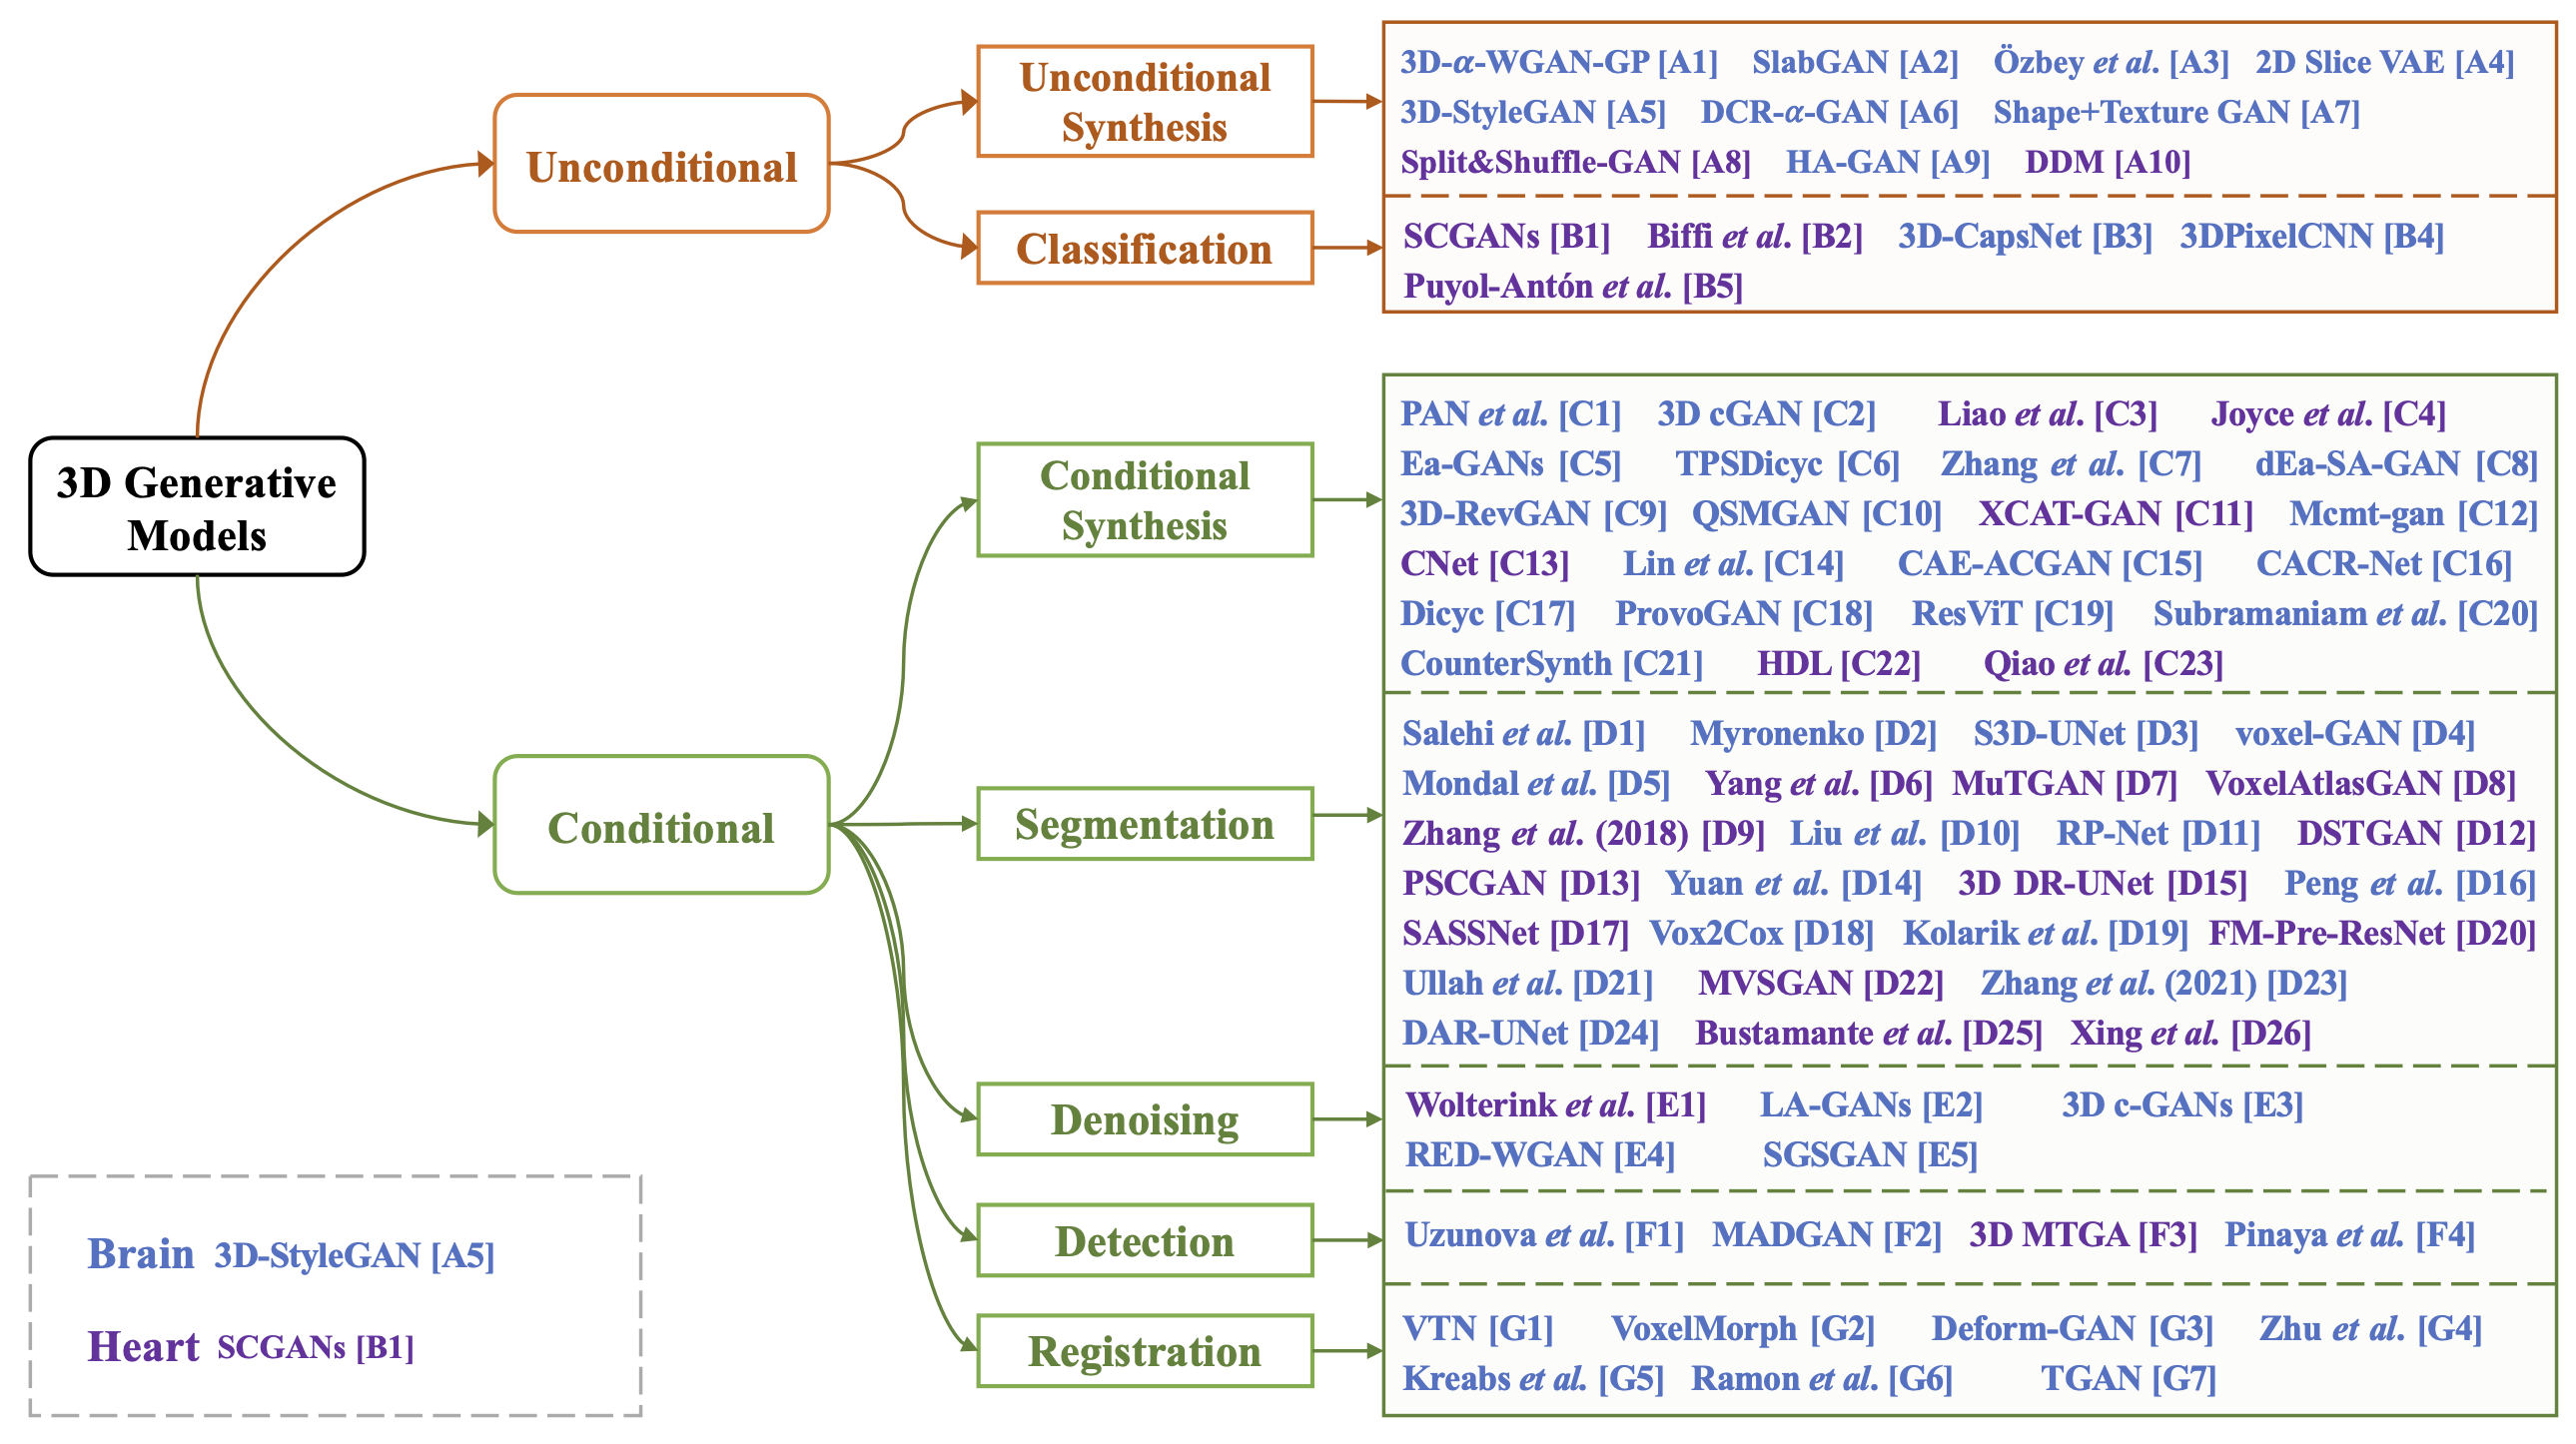 3D Generative
Models
Unconditional
Conditional
Unconditional
Synthesis
Classification
Conditional
Synthesis
Segmentation
Denoising
Detection
Registration
3D-α-WGAN-GP [A1] SlabGAN [A2] Özbey et al. [A3] 2D Slice VAE [A4]
3D-StyleGAN [A5] DCR-α-GAN [A6] Shape+Texture GAN [A7]
Split&Shuffle-GAN [A8] HA-GAN [A9] DDM [A10]
SCGANs [B1] Biffi et al. [B2] 3D-CapsNet [B3] 3DPixelCNN [B4]
Puyol-Antón et al. [B5]
PAN et al. [C1] 3D cGAN [C2] Liao et al. [C3] Joyce et al. [C4]
Ea-GANs [C5] TPSDicyc [C6] Zhang et al. [C7] dEa-SA-GAN [C8]
3D-RevGAN [C9] QSMGAN [C10] XCAT-GAN [C11] Mcmt-gan [C12]
CNet [C13] Lin et al. [C14] CAE-ACGAN [C15] CACR-Net [C16]
Dicyc [C17] ProvoGAN [C18] ResViT [C19] Subramaniam et al. [C20]
CounterSynth [C21] HDL [C22] Qiao et al. [C23]
Salehi et al. [D1] Myronenko [D2] S3D-UNet [D3] voxel-GAN [D4]
Mondal et al. [D5] Yang et al. [D6] MuTGAN [D7] VoxelAtlasGAN [D8]
Zhang et al. (2018) [D9] Liu et al. [D10] RP-Net [D11] DSTGAN [D12]
PSCGAN [D13] Yuan et al. [D14] 3D DR-UNet [D15] Peng et al. [D16]
SASSNet [D17] Vox2Cox [D18] Kolarik et al. [D19] FM-Pre-ResNet [D20]
Ullah et al. [D21] MVSGAN [D22] Zhang et al. (2021) [D23]
DAR-UNet [D24] Bustamante et al. [D25] Xing et al. [D26]
Wolterink et al. [E1] LA-GANs [E2] 3D c-GANs [E3]
RED-WGAN [E4] SGSGAN [E5]
Uzunova et al. [F1] MADGAN [F2] 3D MTGA [F3] Pinaya et al. [F4]
VTN [G1] VoxelMorph [G2] Deform-GAN [G3] Zhu et al. [G4]
Kreabs et al. [G5] Ramon et al. [G6] TGAN [G7]
Brain 3D-StyleGAN [A5]
Heart SCGANs [B1]